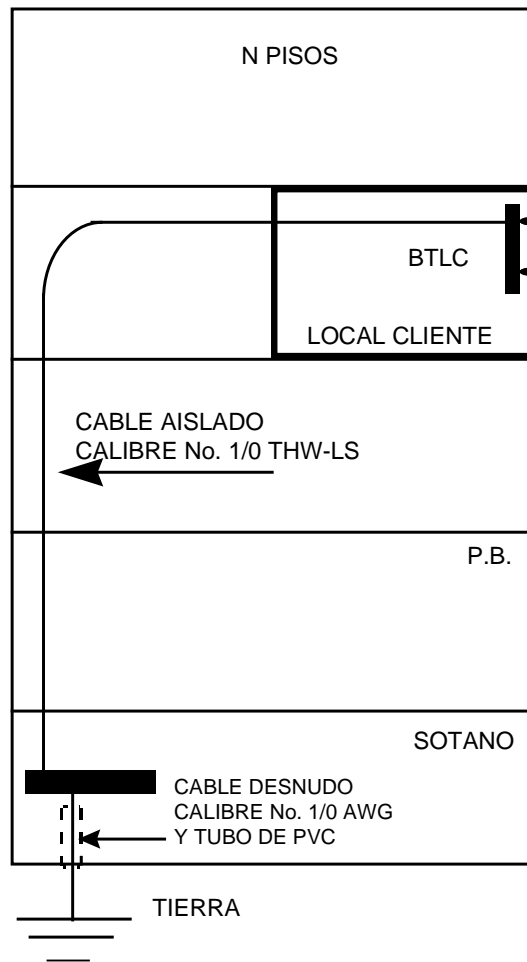 N PISOS
BTLC
LOCAL CLIENTE
CABLE AISLADO
CALIBRE No. 1/0 THW-LS
P.B.
SOTANO
CABLE DESNUDO
CALIBRE No. 1/0 AWG
Y TUBO DE PVC
TIERRA